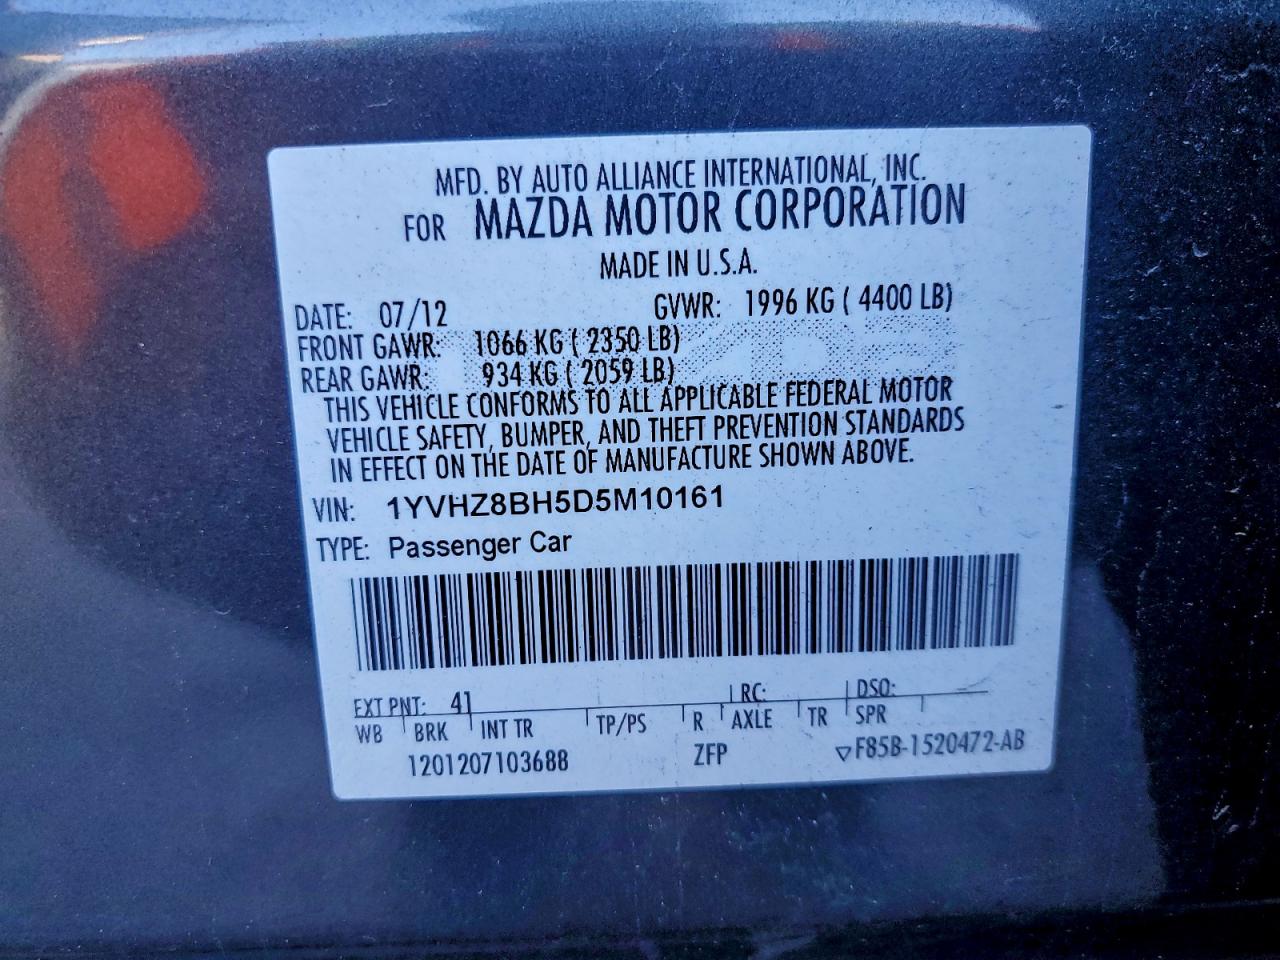 MFD. BY AUTO ALLIANCE INTERNATIONAL, INC.
FOR MAZDA MOTOR CORPORATION
MADE IN U.S.A.
DATE: 07/12 GVWR: 1996 KG ( 4400 LB)
FRONT GAWR: 1066 KG ( 2350 LB)
REAR GAWR: 934 KG ( 2059 LB)
THIS VEHICLE CONFORMS TO ALL APPLICABLE FEDERAL MOTOR
VEHICLE SAFETY, BUMPER, AND THEFT PREVENTION STANDARDS
IN EFFECT ON THE DATE OF MANUFACTURE SHOWN ABOVE.
VIN: 1YVHZ8BH5D5M10161
TYPE: Passenger Car
EXT PNT: 41 RC: DSO:
WB BRK INT TR TP/PS R AXLE TR SPR
1201207103688 ZFP ▽F85B-1520472-AB